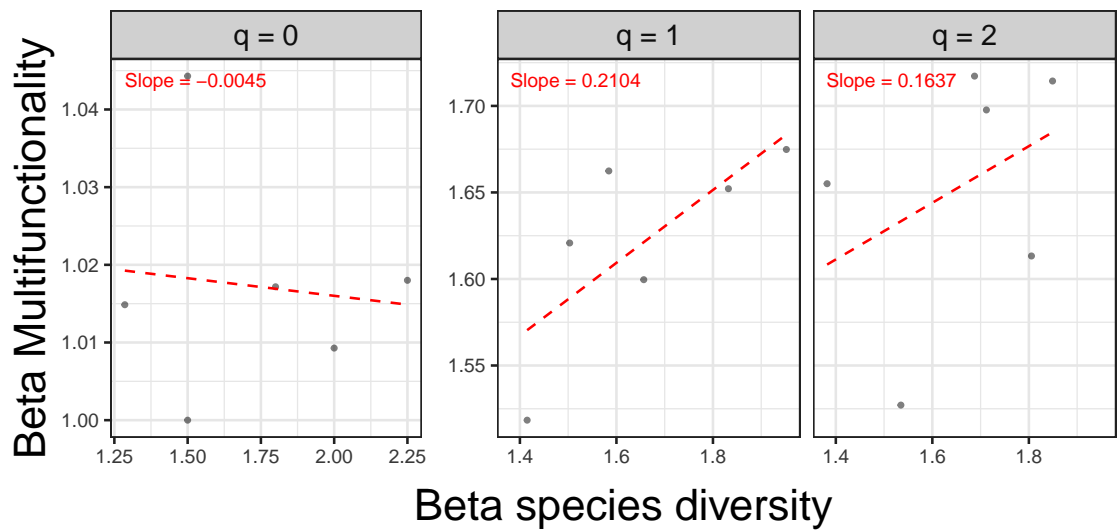 Beta Multifunctionality
q = 0
q = 1
q = 2
Slope = −0.0045
Slope = 0.2104
Slope = 0.1637
1.04
1.03
1.02
1.01
1.00
1.70
1.65
1.60
1.55
1.25
1.50
1.75
2.00
2.25
1.4
1.6
1.8
1.4
1.6
1.8
Beta species diversity